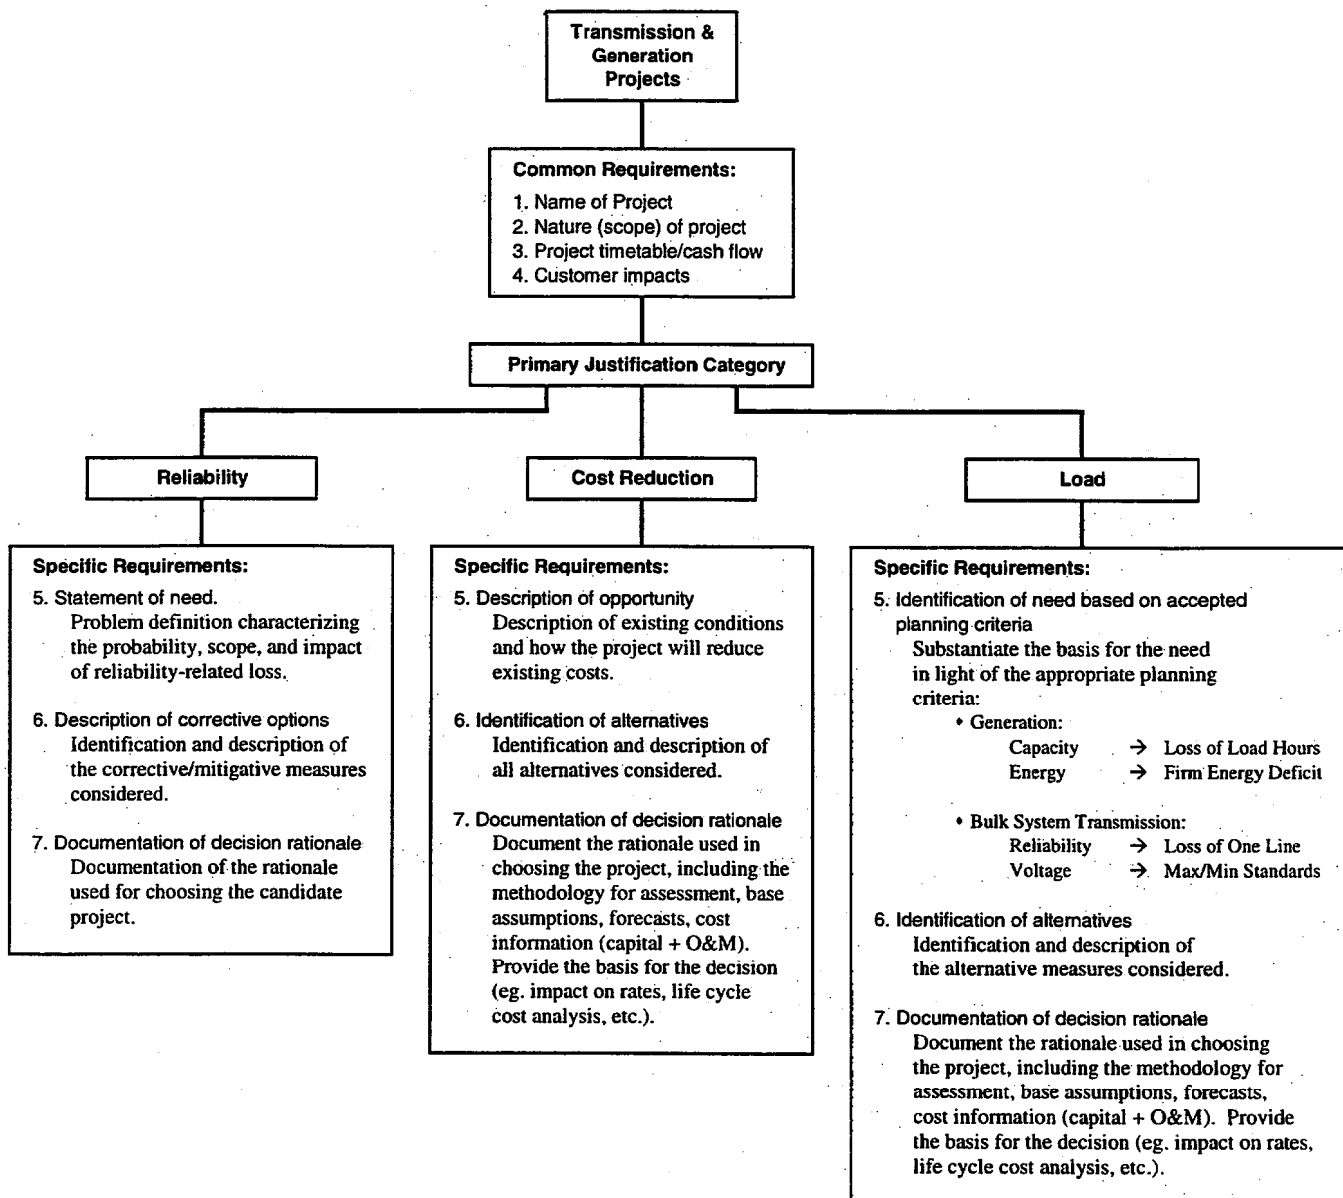 Transmission &
Generation
Projects
Common Requirements:
1. Name of Project
2. Nature (scope) of project
3. Project timetable/cash flow
4. Customer impacts
Primary Justification Category
Reliability
Cost Reduction
Load
Specific Requirements:
5. Statement of need.
Problem definition characterizing
the probability, scope, and impact
of reliability-related loss.
6. Description of corrective options
Identification and description of
the corrective/mitigative measures
considered.
7. Documentation of decision rationale
Documentation of the rationale
used for choosing the candidate
project.
Specific Requirements:
5. Description of opportunity
Description of existing conditions
and how the project will reduce
existing costs.
6. Identification of alternatives
Identification and description of
all alternatives considered.
7. Documentation of decision rationale
Document the rationale used in
choosing the project, including the
methodology for assessment, base
assumptions, forecasts, cost
information (capital + O&M).
Provide the basis for the decision
(eg. impact on rates, life cycle
cost analysis, etc.).
Specific Requirements:
5. Identification of need based on accepted
planning criteria
Substantiate the basis for the need
in light of the appropriate planning
criteria:
• Generation:
Capacity → Loss of Load Hours
Energy → Firm Energy Deficit
• Bulk System Transmission:
Reliability → Loss of One Line
Voltage → Max/Min Standards
6. Identification of alternatives
Identification and description of
the alternative measures considered.
7. Documentation of decision rationale
Document the rationale used in choosing
the project, including the methodology for
assessment, base assumptions, forecasts,
cost information (capital + O&M). Provide
the basis for the decision (eg. impact on rates,
life cycle cost analysis, etc.).